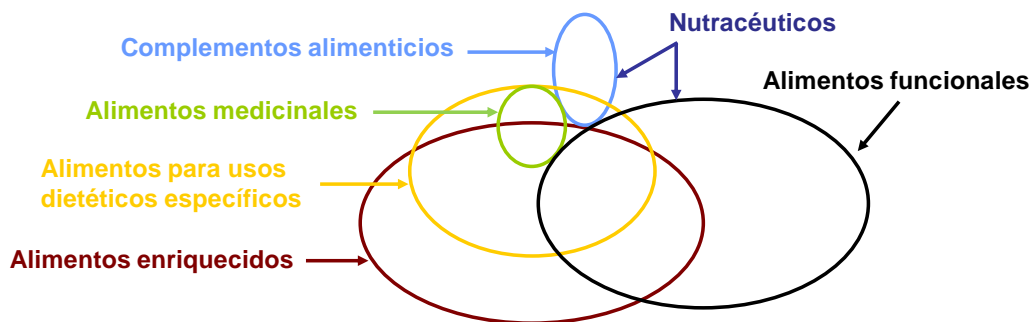 Nutracéuticos
Complementos alimenticios
Alimentos funcionales
Alimentos medicinales
Alimentos para usos
dietéticos específicos
Alimentos enriquecidos